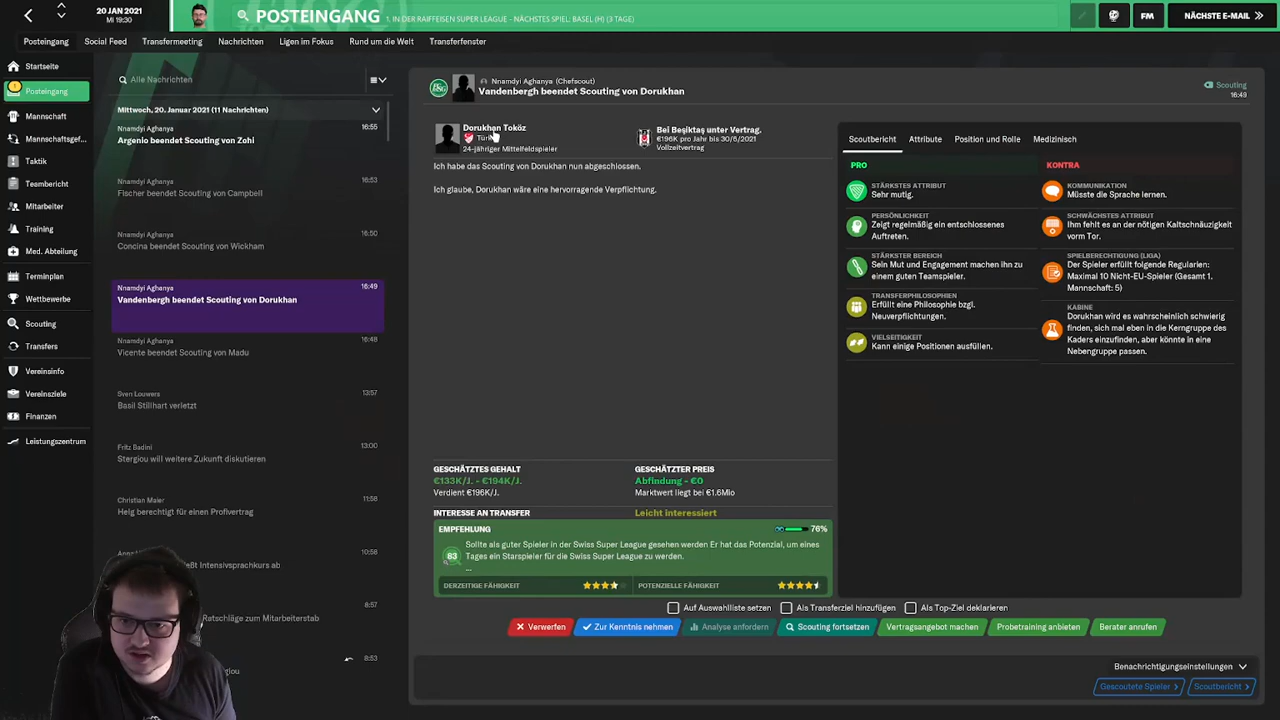 20 JAN 2021
MI 19:30
POSTEINGANG
1. IN DER RAIFFEISEN SUPER LEAGUE - NÄCHSTES SPIEL: BASEL (H) (3 TAGE)
FM
NÄCHSTE E-MAIL
Posteingang
Social Feed
Transfermeeting
Nachrichten
Ligen im Fokus
Rund um die Welt
Transferfenster
Startseite
Posteingang
Mannschaft
Mannschaftsgef...
Taktik
Teambericht
Mitarbeiter
Training
Med. Abteilung
Terminplan
Wettbewerbe
Scouting
Transfers
Vereinsinfo
Vereinsziele
Finanzen
Leistungszentrum
Alle Nachrichten
Mittwoch, 20. Januar 2021 (11 Nachrichten)
Nnamdyi Aghanya
16:55
Argenio beendet Scouting von Zohi
Nnamdyi Aghanya
16:53
Fischer beendet Scouting von Campbell
Nnamdyi Aghanya
16:50
Concina beendet Scouting von Wickham
Nnamdyi Aghanya
16:49
Vandenbergh beendet Scouting von Dorukhan
Nnamdyi Aghanya
16:48
Vicente beendet Scouting von Madu
Sven Louwers
13:57
Basil Stillhart verletzt
Fritz Badini
13:00
Stergiou will weitere Zukunft diskutieren
Christian Maier
11:58
Helg berechtigt für einen Profivertrag
10:58
Intensivsprachkurs ab
8:57
Ratschläge zum Mitarbeiterstab
8:53
Nnamdyi Aghanya (Chefscout)
Vandenbergh beendet Scouting von Dorukhan
Scouting
16:49
Dorukhan Toköz
24-jähriger Mittelfeldspieler
Bei Beşiktaş unter Vertrag.
€196K pro Jahr bis 30/6/2021
Vollzeitvertrag
Ich habe das Scouting von Dorukhan nun abgeschlossen.
Ich glaube, Dorukhan wäre eine hervorragende Verpflichtung.
GESCHÄTZTES GEHALT
€133K/J. - €194K/J.
Verdient €196K/J.
GESCHÄTZTER PREIS
Abfindung - €0
Marktwert liegt bei €1.6Mio
INTERESSE AN TRANSFER
Leicht interessiert
EMPFEHLUNG
76%
83
Sollte als guter Spieler in der Swiss Super League gesehen werden Er hat das Potenzial, um eines
Tages ein Starspieler für die Swiss Super League zu werden.
...
DERZEITIGE FÄHIGKEIT
POTENZIELLE FÄHIGKEIT
Scoutbericht
Attribute
Position und Rolle
Medizinisch
PRO
STÄRKSTES ATTRIBUT
Sehr mutig.
PERSÖNLICHKEIT
Zeigt regelmäßig ein entschlossenes
Auftreten.
STÄRKSTER BEREICH
Sein Mut und Engagement machen ihn zu
einem guten Teamspieler.
TRANSFERPHILOSOPHIEN
Erfüllt eine Philosophie bzgl.
Neuverpflichtungen.
VIELSEITIGKEIT
Kann einige Positionen ausfüllen.
KONTRA
KOMMUNIKATION
Müsste die Sprache lernen.
SCHWÄCHSTES ATTRIBUT
Ihm fehlt es an der nötigen Kaltschnäuzigkeit
vorm Tor.
SPIELBERECHTIGUNG (LIGA)
Der Spieler erfüllt folgende Regularien:
Maximal 10 Nicht-EU-Spieler (Gesamt 1.
Mannschaft: 5)
KABINE
Dorukhan wird es wahrscheinlich schwierig
finden, sich mal eben in die Kerngruppe des
Kaders einzufinden, aber könnte in eine
Nebengruppe passen.
Auf Auswahlliste setzen
Als Transferziel hinzufügen
Als Top-Ziel deklarieren
Verwerfen
Zur Kenntnis nehmen
Analyse anfordern
Scouting fortsetzen
Vertragsangebot machen
Probetraining anbieten
Berater anrufen
Benachrichtigungseinstellungen
Gescoutete Spieler
Scoutbericht